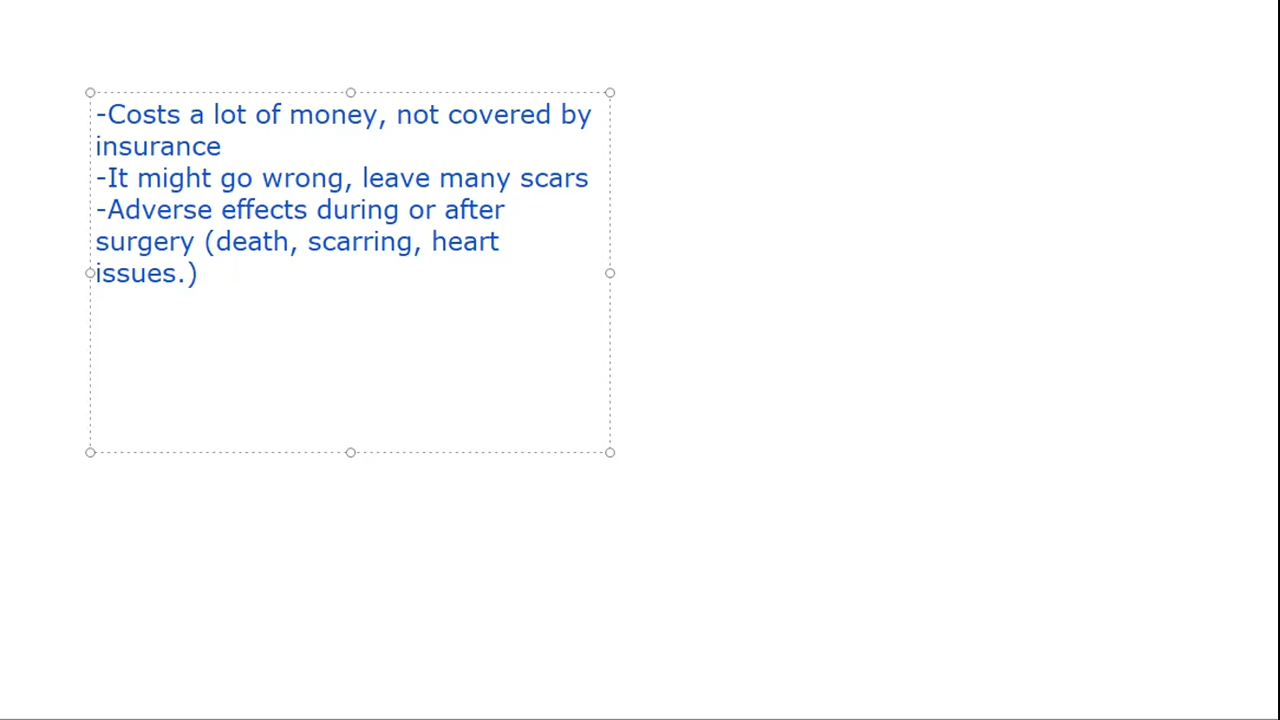 -Costs a lot of money, not covered by
insurance
-It might go wrong, leave many scars
-Adverse effects during or after
surgery (death, scarring, heart
issues.)